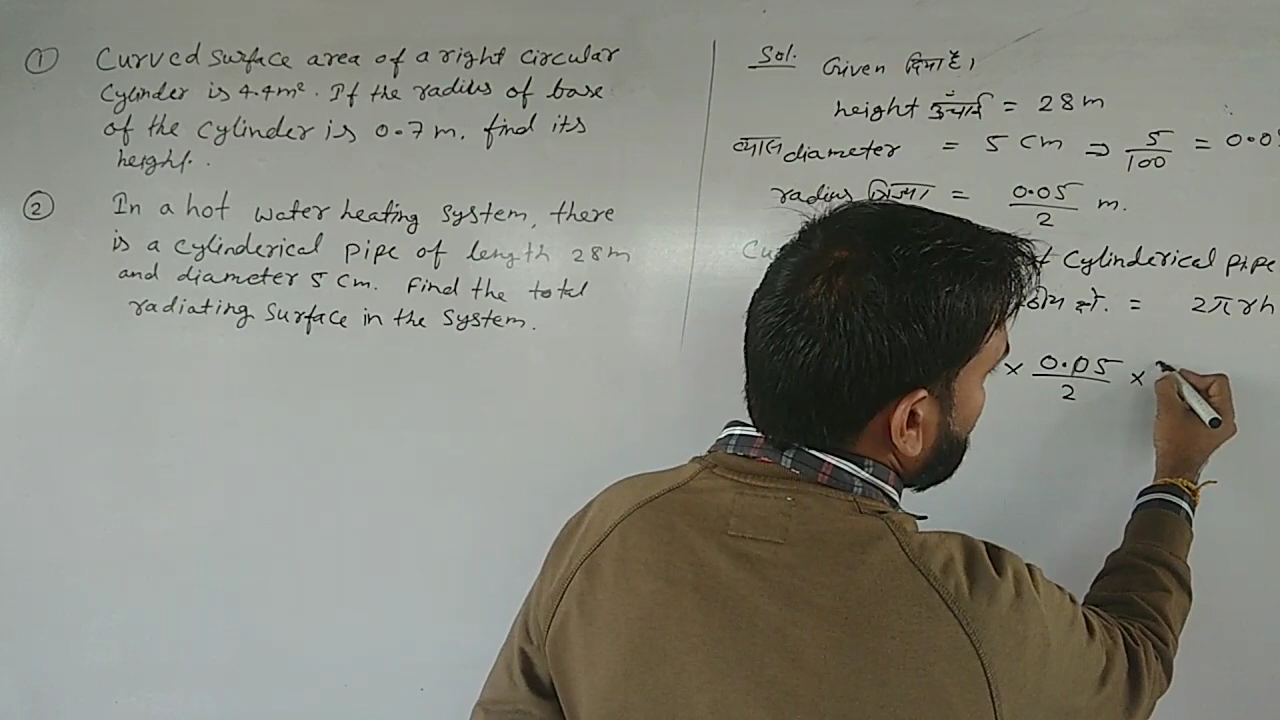 ① Curved surface area of a right circular
Cylinder is 4.4m². If the radius of base
of the cylinder is 0.7 m. find its
height.
② In a hot water heating system, there
is a cylinderical pipe of length 28m
and diameter 5 cm. Find the total
radiating surface in the system.
Sol. Given दिया है।
height ऊंचाई = 28m
व्यास diameter = 5 cm ⇒ 5/100 = 0.0
radius त्रिज्या = 0.05/2 m.
Cylinderical pipe
= 2πrh
× 0.05/2 ×